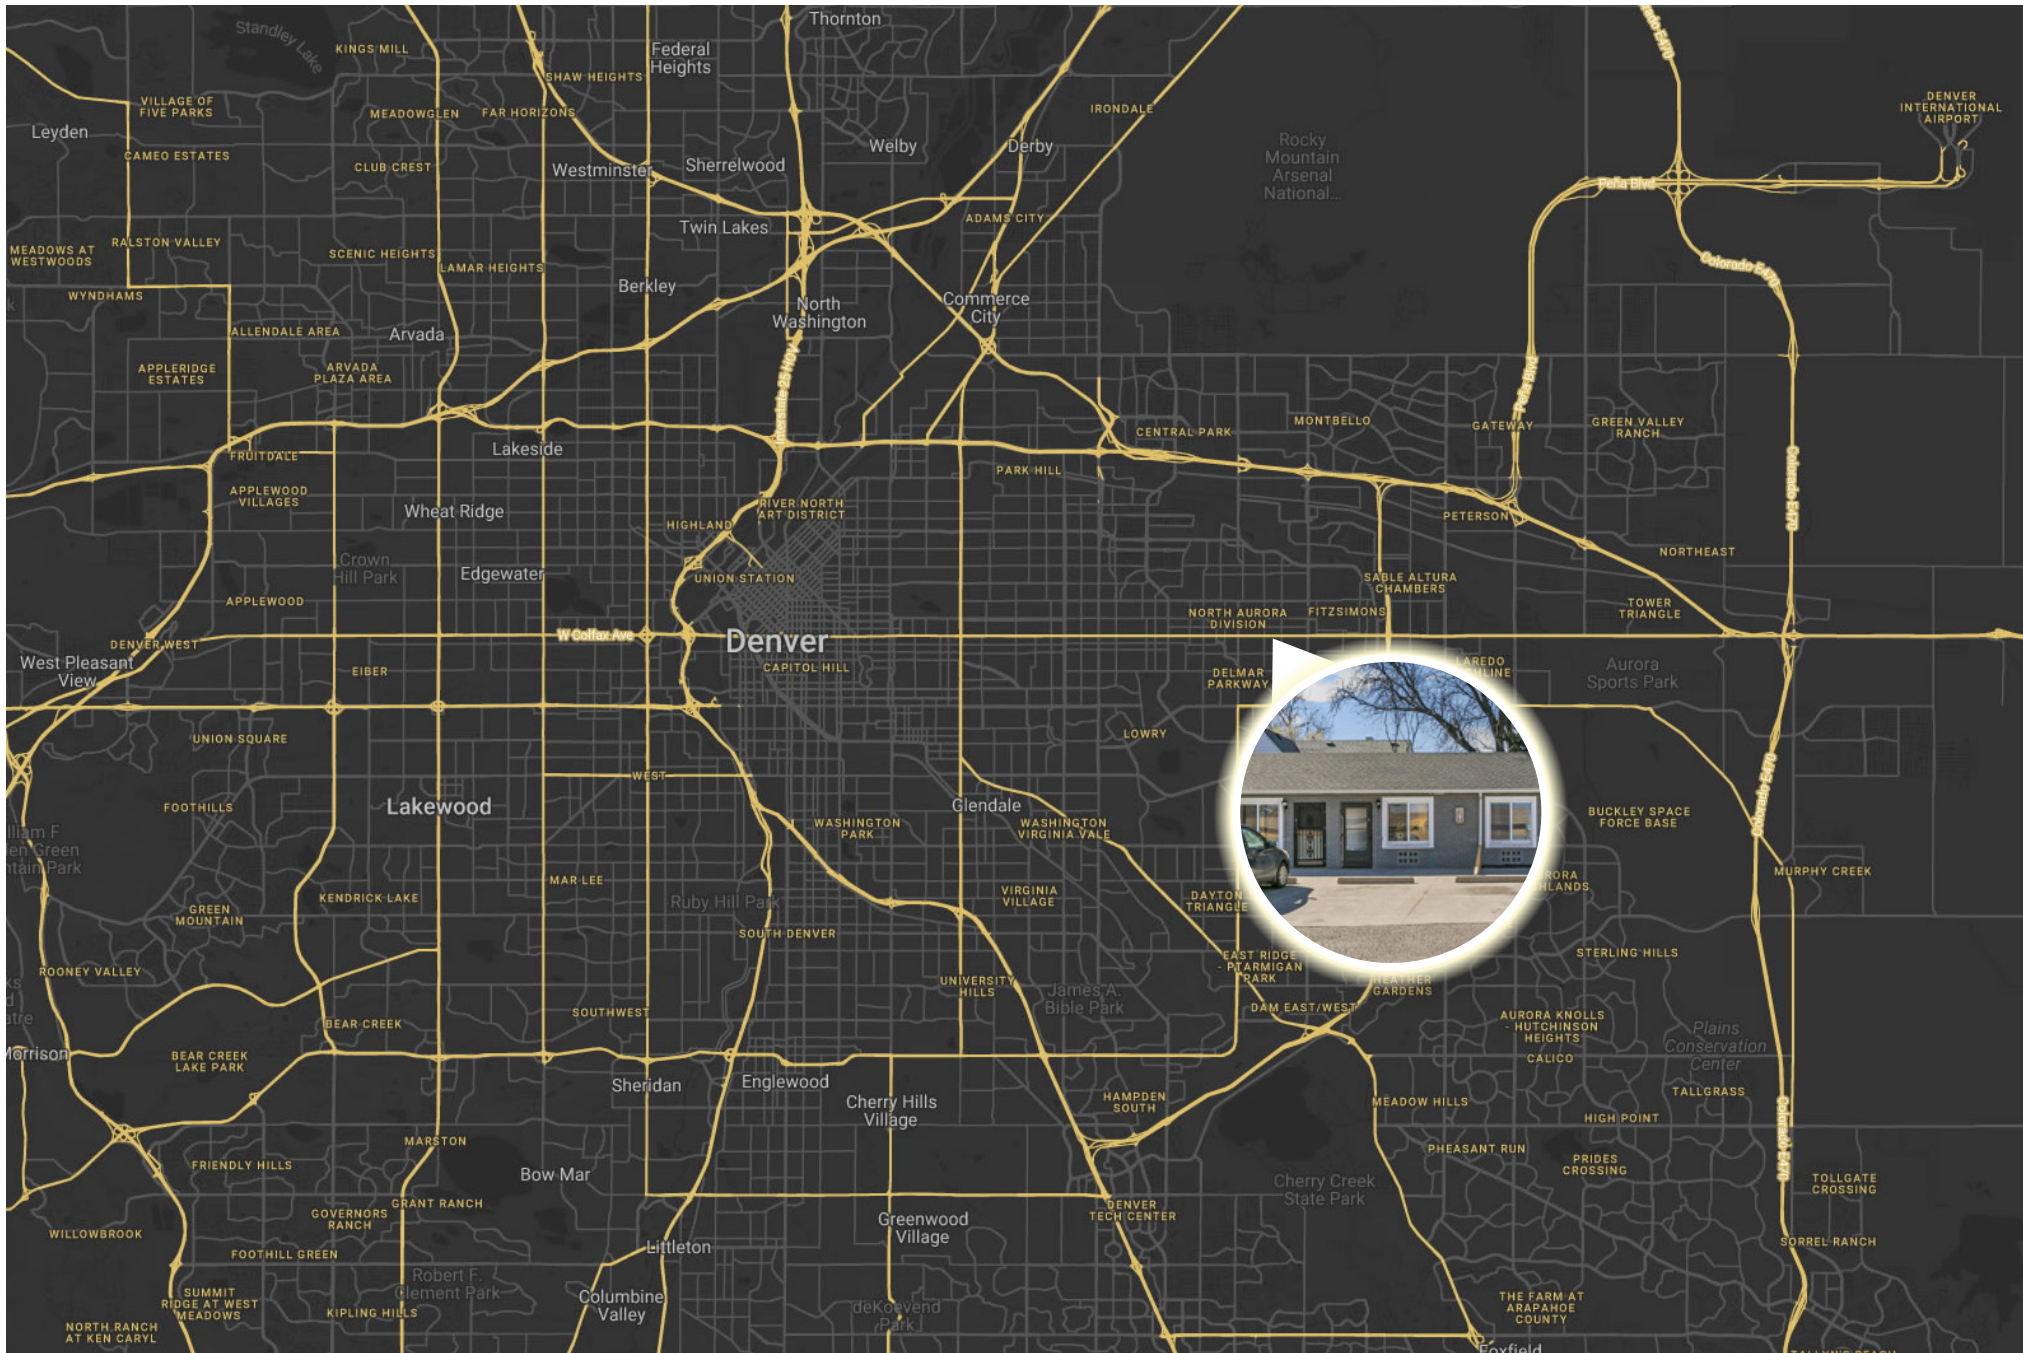 Standley Lake
KINGS MILL
Federal
Heights
Thornton
SHAW HEIGHTS
VILLAGE OF
FIVE PARKS
MEADOWGLEN
FAR HORIZONS
IRONDALE
DENVER
INTERNATIONAL
AIRPORT
Leyden
CAMEO ESTATES
CLUB CREST
Westminster
Sherrelwood
Welby
Derby
Rocky
Mountain
Arsenal
National...
Peña Blvd
Twin Lakes
ADAMS CITY
MEADOWS AT
WESTWOODS
RALSTON VALLEY
SCENIC HEIGHTS
LAMAR HEIGHTS
Colorado E470
WYNDHAMS
Berkley
North
Washington
Commerce
City
ALLENDALE AREA
Arvada
APPLERIDGE
ESTATES
ARVADA
PLAZA AREA
Interstate 25 HOV
Peña Blvd
CENTRAL PARK
MONTBELLO
GATEWAY
GREEN VALLEY
RANCH
FRUITDALE
Lakeside
PARK HILL
Colorado E470
APPLEWOOD
VILLAGES
Wheat Ridge
RIVER NORTH
ART DISTRICT
HIGHLAND
PETERSON
NORTHEAST
Crown
Hill Park
Edgewater
UNION STATION
SABLE ALTURA
CHAMBERS
APPLEWOOD
NORTH AURORA
DIVISION
FITZSIMONS
TOWER
TRIANGLE
DENVER WEST
W Colfax Ave
Denver
CAPITOL HILL
West Pleasant
View
EIBER
DELMAR
PARKWAY
LAREDO
Aurora
Sports Park
UNION SQUARE
LOWRY
WEST
Colorado E470
FOOTHILLS
Lakewood
Glendale
WASHINGTON
PARK
WASHINGTON
VIRGINIA VALE
BUCKLEY SPACE
FORCE BASE
MURPHY CREEK
KENDRICK LAKE
MAR LEE
Ruby Hill Park
VIRGINIA
VILLAGE
DAYTON
TRIANGLE
GREEN
MOUNTAIN
SOUTH DENVER
ROONEY VALLEY
EAST RIDGE
- PTARMIGAN
PARK
STERLING HILLS
UNIVERSITY
HILLS
James A.
Bible Park
HEATHER
GARDENS
DAM EAST/WEST
SOUTHWEST
BEAR CREEK
AURORA KNOLLS
- HUTCHINSON
HEIGHTS
Plains
Conservation
Center
Morrison
BEAR CREEK
LAKE PARK
CALICO
Sheridan
Englewood
TALLGRASS
Cherry Hills
Village
HAMPDEN
SOUTH
MEADOW HILLS
HIGH POINT
Colorado E470
MARSTON
PHEASANT RUN
PRIDES
CROSSING
FRIENDLY HILLS
Bow Mar
Cherry Creek
State Park
TOLLGATE
CROSSING
GRANT RANCH
GOVERNORS
RANCH
DENVER
TECH CENTER
WILLOWBROOK
Greenwood
Village
SORREL RANCH
FOOTHILL GREEN
Littleton
Robert F.
Clement Park
SUMMIT
RIDGE AT WEST
MEADOWS
KIPLING HILLS
Columbine
Valley
deKoevend
Park
THE FARM AT
ARAPAHOE
COUNTY
NORTH RANCH
AT KEN CARYL
Foxfield